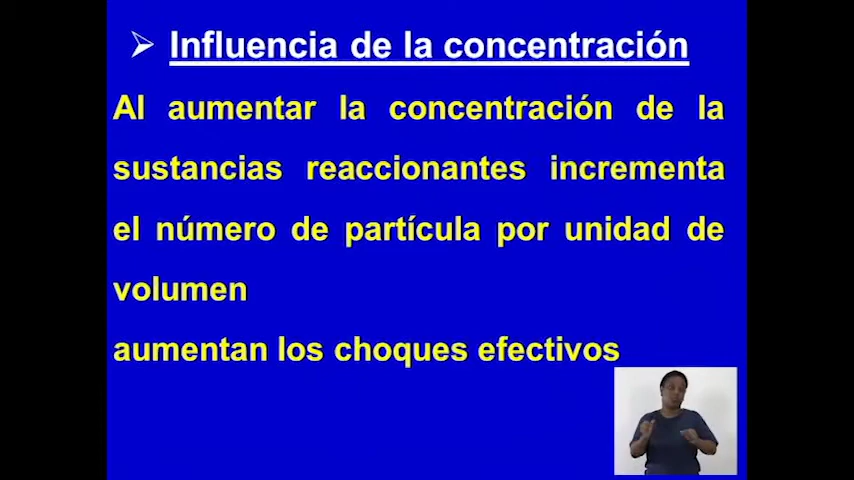 Influencia de la concentración
Al aumentar la concentración de la
sustancias reaccionantes incrementa
el número de partícula por unidad de
volumen
aumentan los choques efectivos